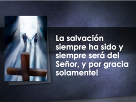 La salvación
siempre ha sido y
siempre será del
Señor, y por gracia
solamente!